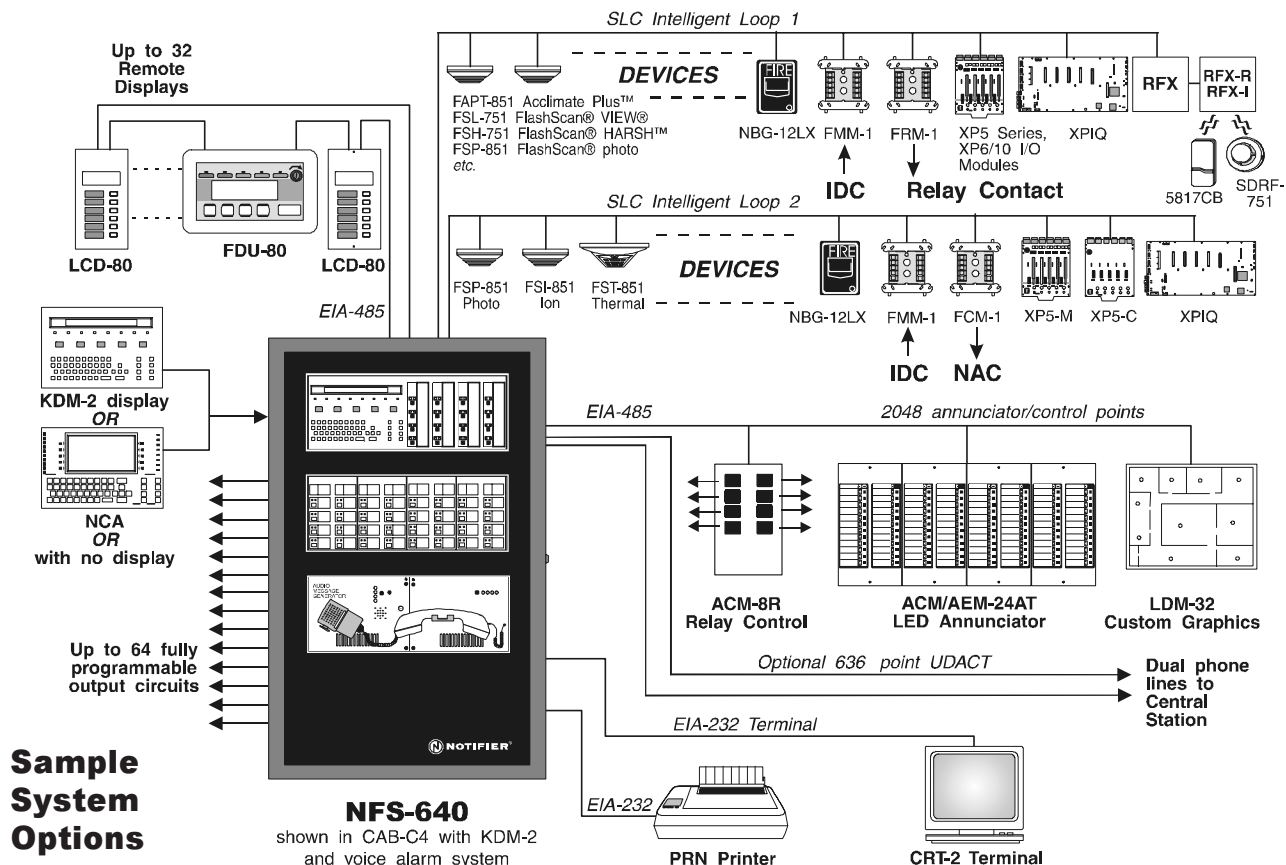 SLC Intelligent Loop 1
Up to 32
Remote
Displays
DEVICES
FAPT-851 Acclimate Plus™
FSL-751 FlashScan® VIEW®
FSH-751 FlashScan® HARSH™
FSP-851 FlashScan® photo
etc.
FIRE
NBG-12LX
FMM-1
FRM-1
XP5 Series,
XP6/10 I/O
Modules
XPIQ
RFX
RFX-R
RFX-I
IDC
Relay Contact
5817CB
SDRF-
751
LCD-80
FDU-80
LCD-80
SLC Intelligent Loop 2
FSP-851
Photo
FSI-851
Ion
FST-851
Thermal
DEVICES
FIRE
NBG-12LX
FMM-1
FCM-1
XP5-M
XP5-C
XPIQ
IDC
NAC
EIA-485
KDM-2 display
OR
NCA
OR
with no display
EIA-485
2048 annunciator/control points
ACM-8R
Relay Control
ACM/AEM-24AT
LED Annunciator
LDM-32
Custom Graphics
AUDIO
MESSAGE
GENERATOR
Up to 64 fully
programmable
output circuits
Optional 636 point UDACT
Dual phone
lines to
Central
Station
EIA-232 Terminal
NOTIFIER®
EIA-232
Sample
System
Options
NFS-640
shown in CAB-C4 with KDM-2
and voice alarm system
PRN Printer
CRT-2 Terminal